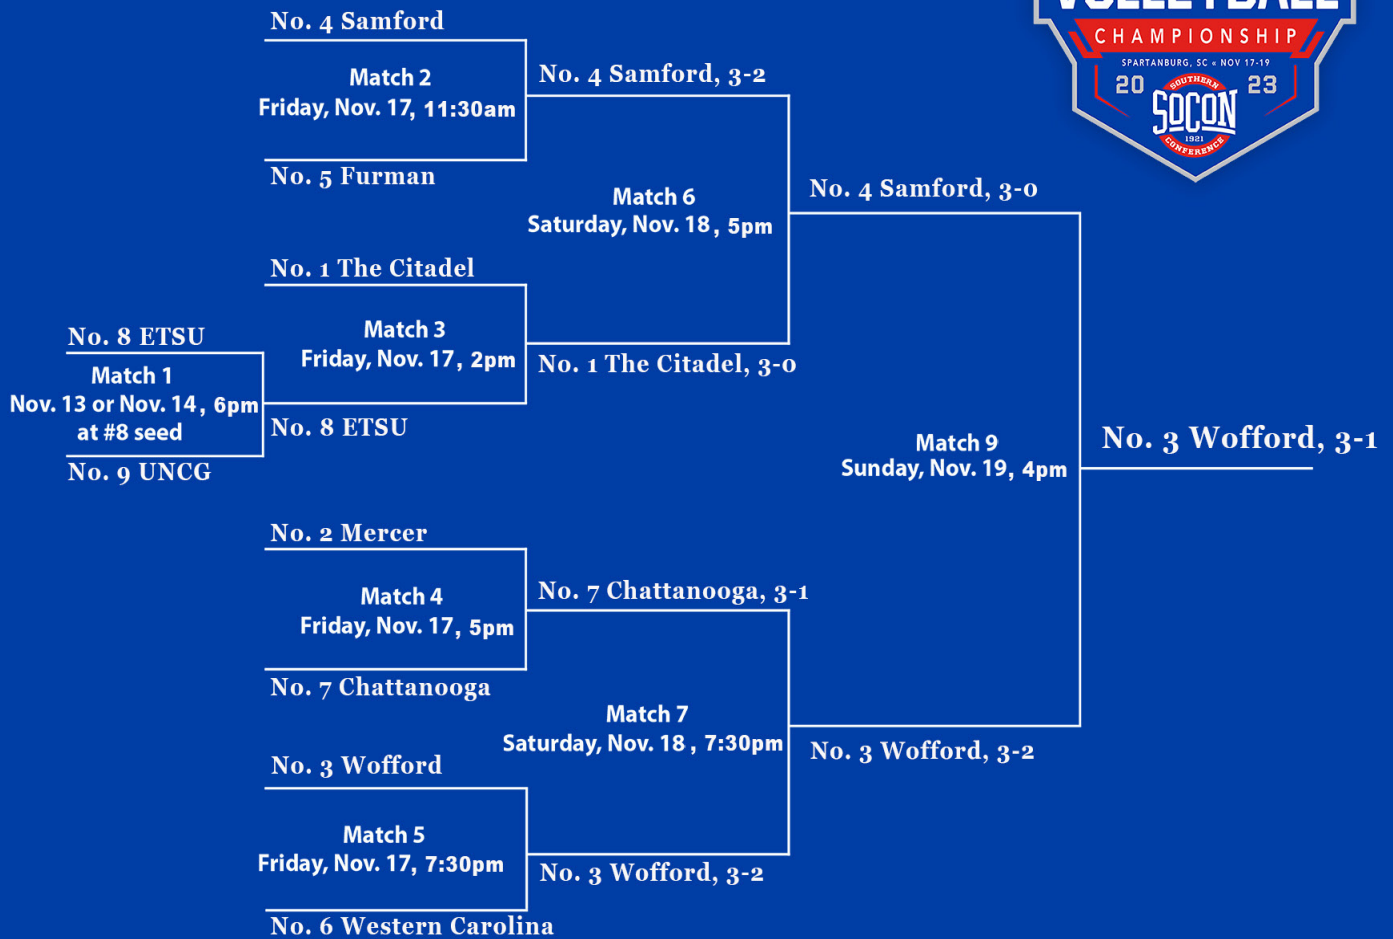 VOLLEYBALL
CHAMPIONSHIP
SPARTANBURG, SC « NOV 17-19
20 23
SOUTHERN
SOCON
1921
CONFERENCE
No. 4 Samford
Match 2
Friday, Nov. 17, 11:30am
No. 5 Furman
No. 4 Samford, 3-2
Match 6
Saturday, Nov. 18, 5pm
No. 4 Samford, 3-0
No. 1 The Citadel
Match 3
Friday, Nov. 17, 2pm
No. 8 ETSU
No. 1 The Citadel, 3-0
No. 8 ETSU
Match 1
Nov. 13 or Nov. 14, 6pm
at #8 seed
No. 9 UNCG
Match 9
Sunday, Nov. 19, 4pm
No. 3 Wofford, 3-1
No. 2 Mercer
Match 4
Friday, Nov. 17, 5pm
No. 7 Chattanooga
No. 7 Chattanooga, 3-1
Match 7
Saturday, Nov. 18, 7:30pm
No. 3 Wofford, 3-2
No. 3 Wofford
Match 5
Friday, Nov. 17, 7:30pm
No. 6 Western Carolina
No. 3 Wofford, 3-2